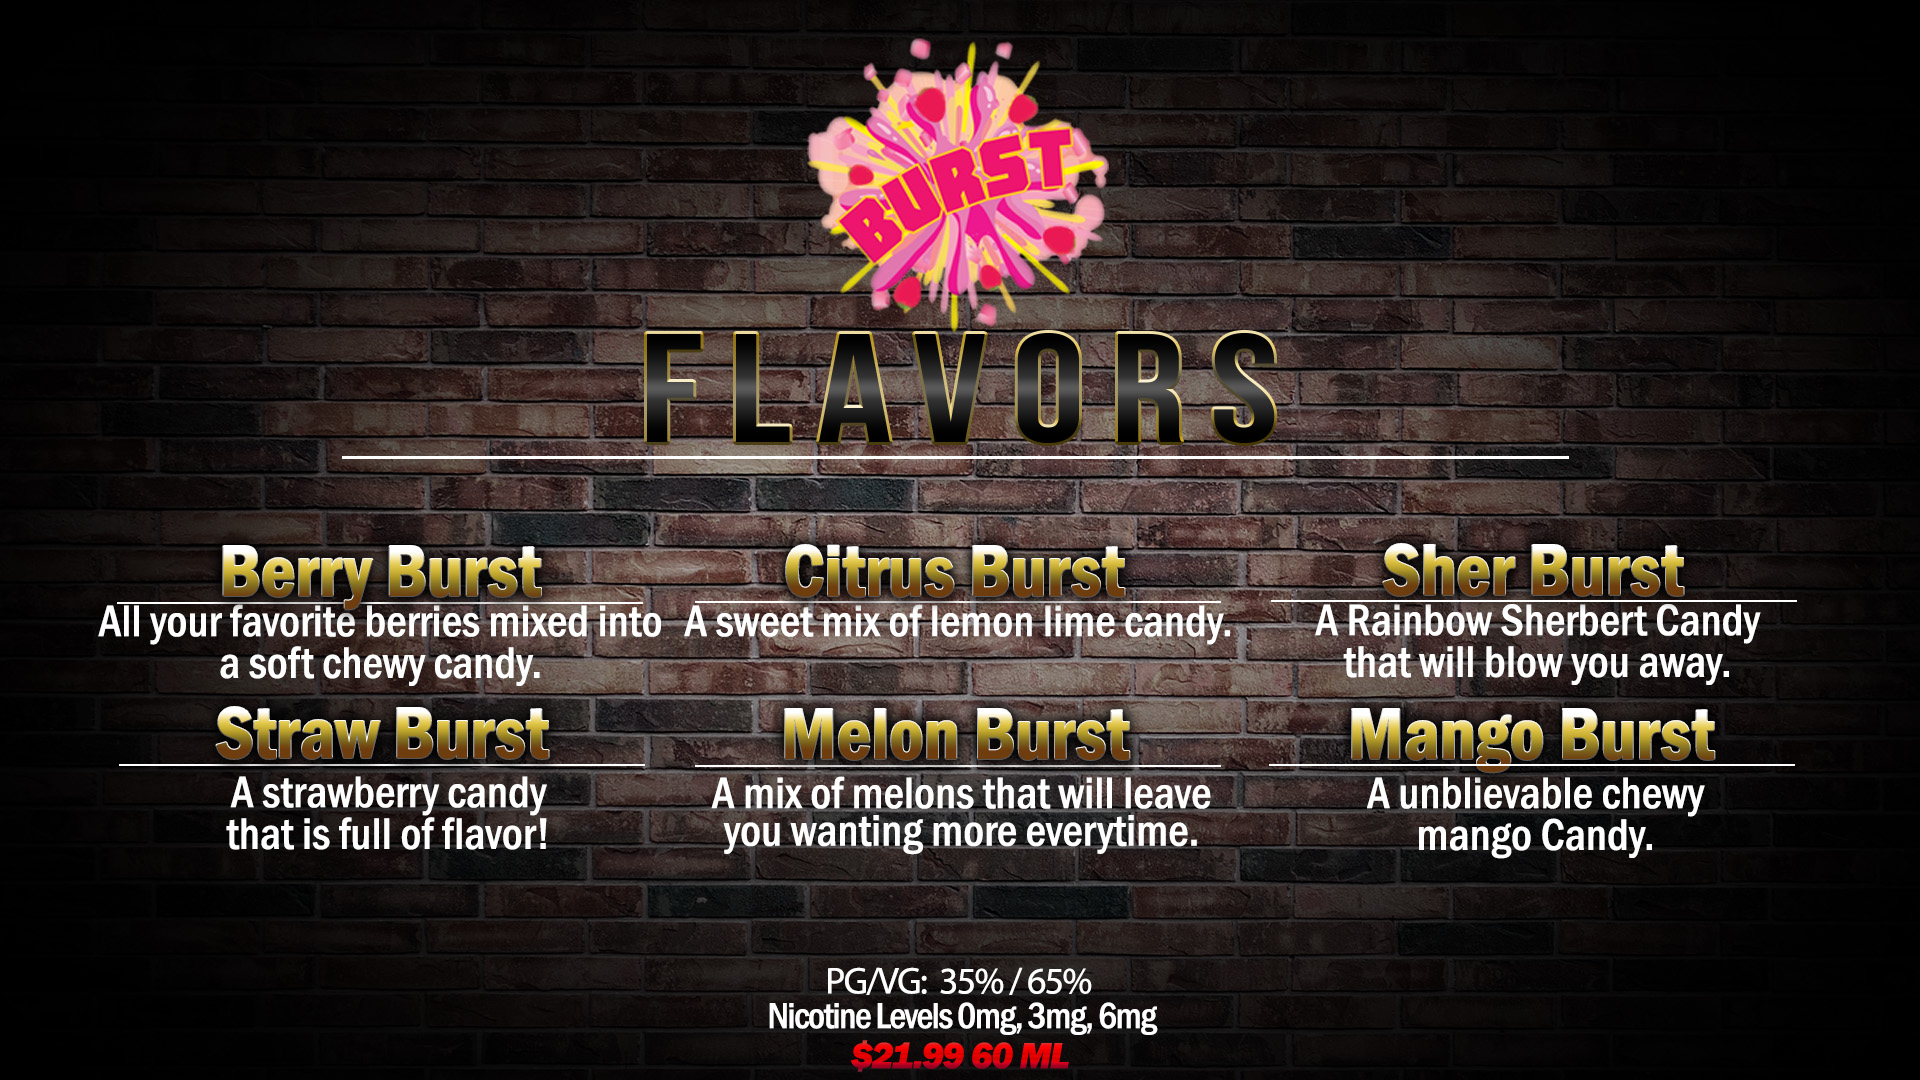 BURST
FLAVORS
Berry Burst
All your favorite berries mixed into
a soft chewy candy.
Citrus Burst
A sweet mix of lemon lime candy.
Sher Burst
A Rainbow Sherbert Candy
that will blow you away.
Straw Burst
A strawberry candy
that is full of flavor!
Melon Burst
A mix of melons that will leave
you wanting more everytime.
Mango Burst
A unblievable chewy
mango Candy.
PG/VG: 35% / 65%
Nicotine Levels 0mg, 3mg, 6mg
$21.99 60 ML